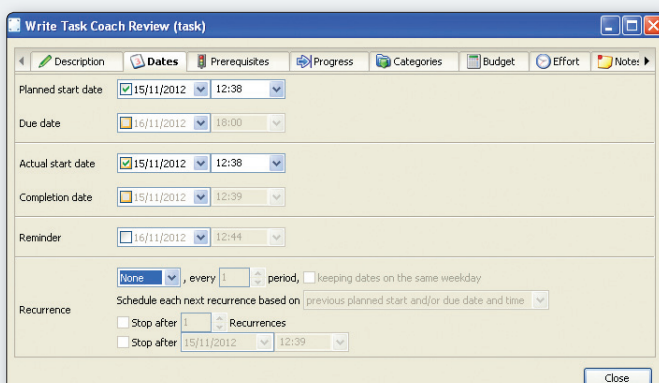 Write Task Coach Review (task)
Description Dates Prerequisites Progress Categories Budget Effort Notes
Planned start date 15/11/2012 12:38
Due date 16/11/2012 18:00
Actual start date 15/11/2012 12:38
Completion date 15/11/2012 12:39
Reminder 16/11/2012 12:44
None , every 1 period, keeping dates on the same weekday
Schedule each next recurrence based on previous planned start and/or due date and time
Recurrence
Stop after 1 Recurrences
Stop after 15/11/2012 12:39
Close